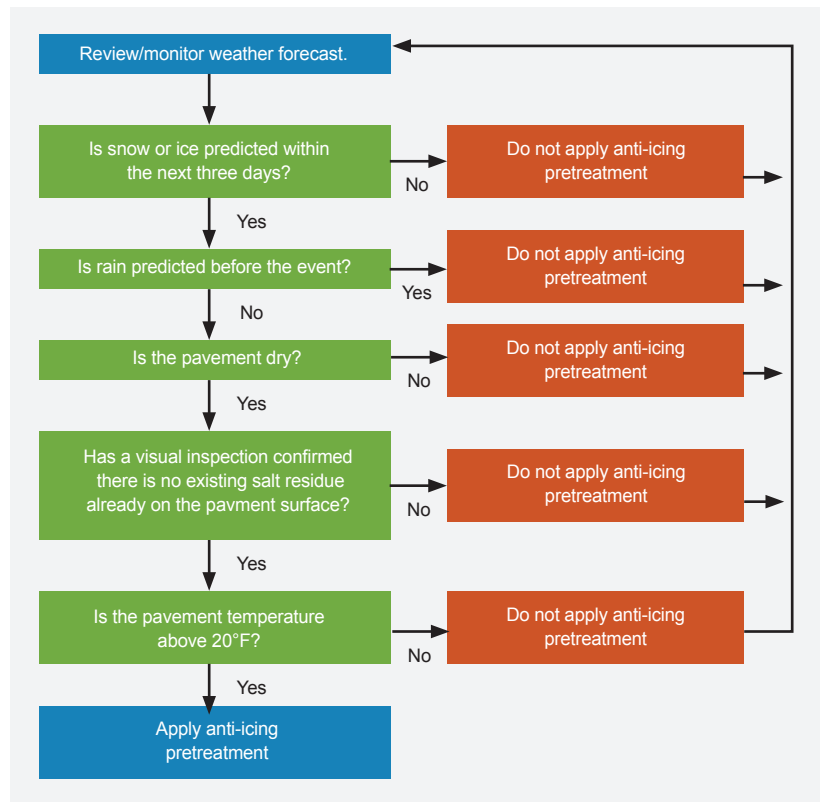 Review/monitor weather forecast.
Is snow or ice predicted within
the next three days?
No
Do not apply anti-icing
pretreatment
Yes
Is rain predicted before the event?
Yes
Do not apply anti-icing
pretreatment
No
Is the pavement dry?
No
Do not apply anti-icing
pretreatment
Yes
Has a visual inspection confirmed
there is no existing salt residue
already on the pavment surface?
No
Do not apply anti-icing
pretreatment
Yes
Is the pavement temperature
above 20°F?
No
Do not apply anti-icing
pretreatment
Yes
Apply anti-icing
pretreatment